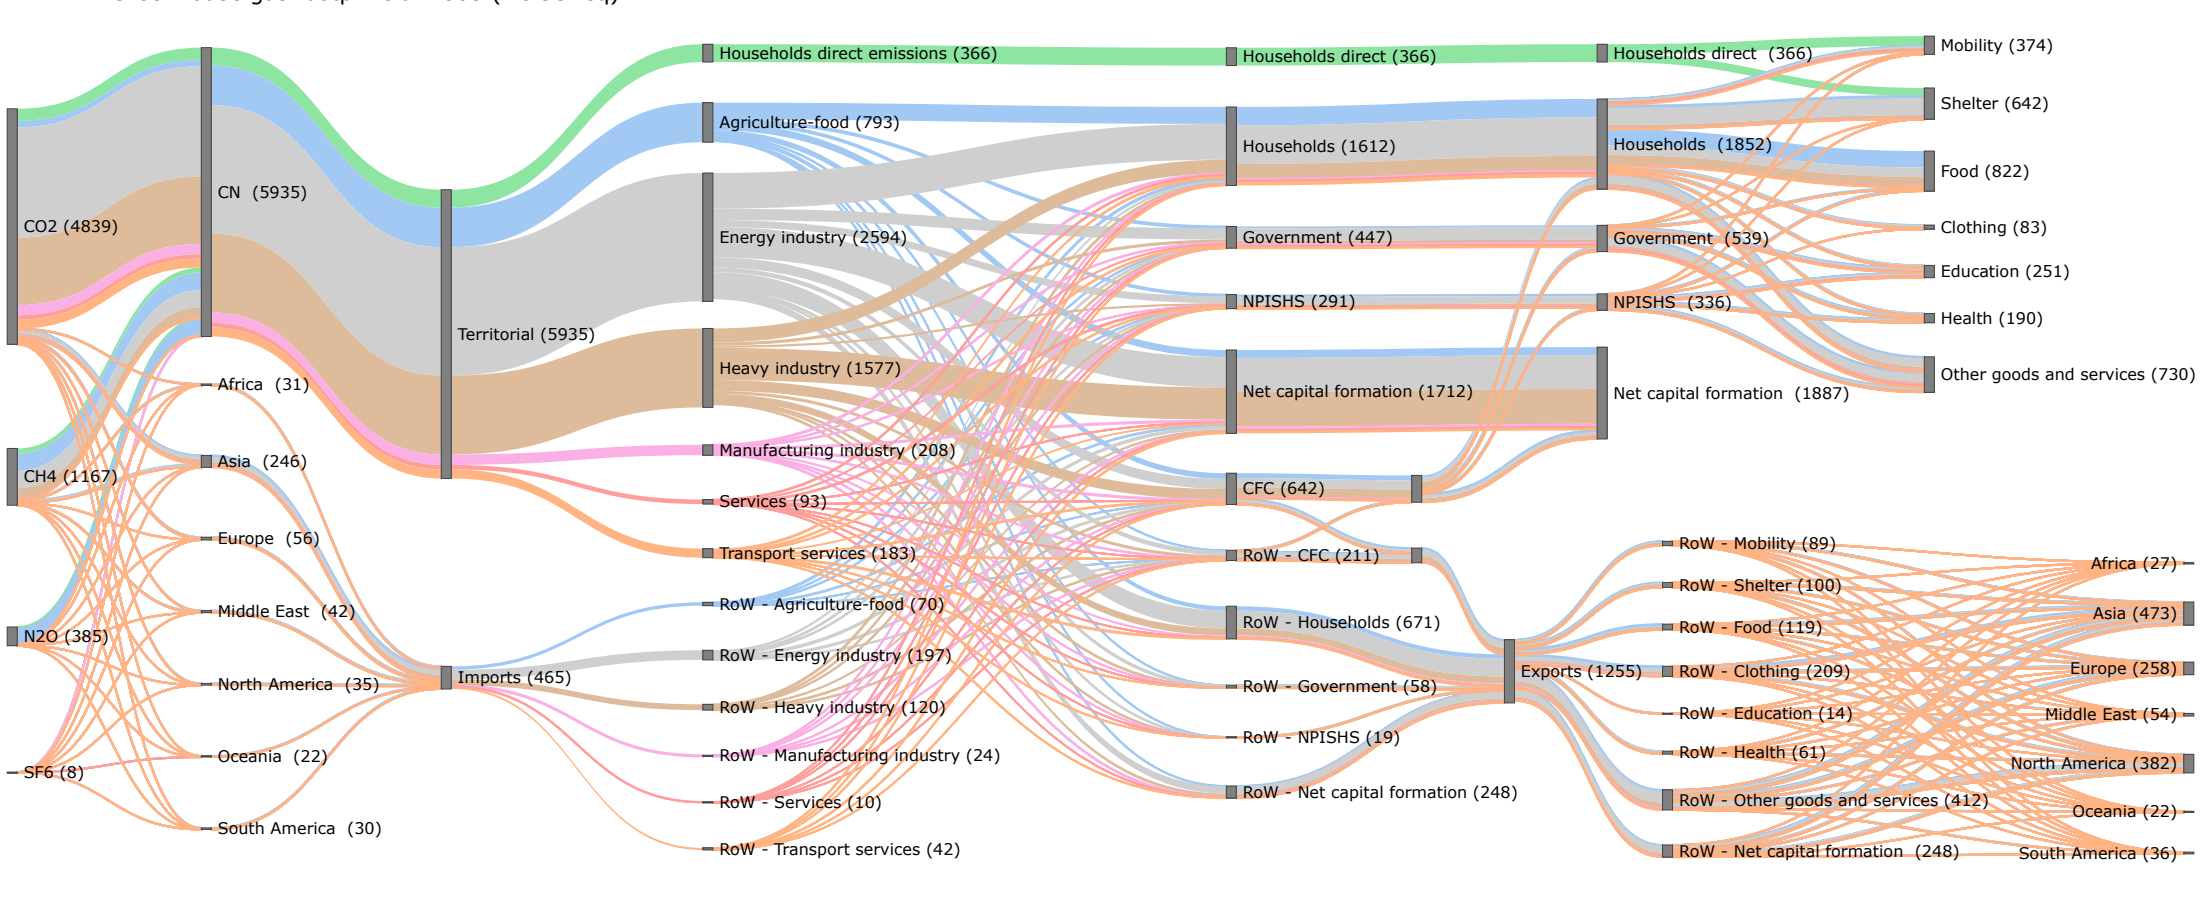 CO2 (4839)
CH4 (1167)
N2O (385)
SF6 (8)
CN (5935)
Africa (31)
Asia (246)
Europe (56)
Middle East (42)
North America (35)
Oceania (22)
South America (30)
Territorial (5935)
Imports (465)
Households direct emissions (366)
Agriculture-food (793)
Energy industry (2594)
Heavy industry (1577)
Manufacturing industry (208)
Services (93)
Transport services (183)
RoW - Agriculture-food (70)
RoW - Energy industry (197)
RoW - Heavy industry (120)
RoW - Manufacturing industry (24)
RoW - Services (10)
RoW - Transport services (42)
Households direct (366)
Households (1612)
Government (447)
NPISHS (291)
Net capital formation (1712)
CFC (642)
RoW - CFC (211)
RoW - Households (671)
RoW - Government (58)
RoW - NPISHS (19)
RoW - Net capital formation (248)
Exports (1255)
Households direct (366)
Households (1852)
Government (539)
NPISHS (336)
Net capital formation (1887)
RoW - Mobility (89)
RoW - Shelter (100)
RoW - Food (119)
RoW - Clothing (209)
RoW - Education (14)
RoW - Health (61)
RoW - Other goods and services (412)
RoW - Net capital formation (248)
Mobility (374)
Shelter (642)
Food (822)
Clothing (83)
Education (251)
Health (190)
Other goods and services (730)
Africa (27)
Asia (473)
Europe (258)
Middle East (54)
North America (382)
Oceania (22)
South America (36)